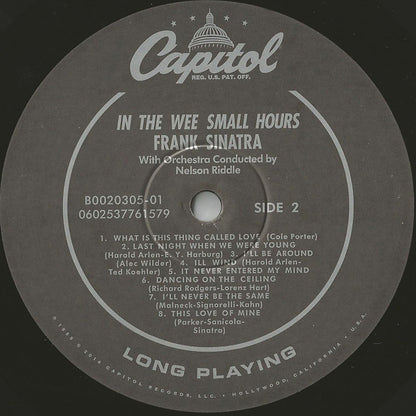 Capitol
REG. U.S. PAT. OFF.
IN THE WEE SMALL HOURS
FRANK SINATRA
With Orchestra Conducted by
Nelson Riddle
B0020305-01
0602537761579
SIDE 2
1. WHAT IS THIS THING CALLED LOVE (Cole Porter)
2. LAST NIGHT WHEN WE WERE YOUNG
(Harold Arlen-E. Y. Harburg) 3. I'LL BE AROUND
(Alec Wilder) 4. ILL WIND (Harold Arlen-
Ted Koehler) 5. IT NEVER ENTERED MY MIND
6. DANCING ON THE CEILING
(Richard Rodgers-Lorenz Hart)
7. I'LL NEVER BE THE SAME
(Malneck-Signorelli-Kahn)
8. THIS LOVE OF MINE
(Parker-Sanicola-
Sinatra)
LONG PLAYING
CAPITOL RECORDS, LLC. • HOLLYWOOD, CALIFORNIA • U.S.A.